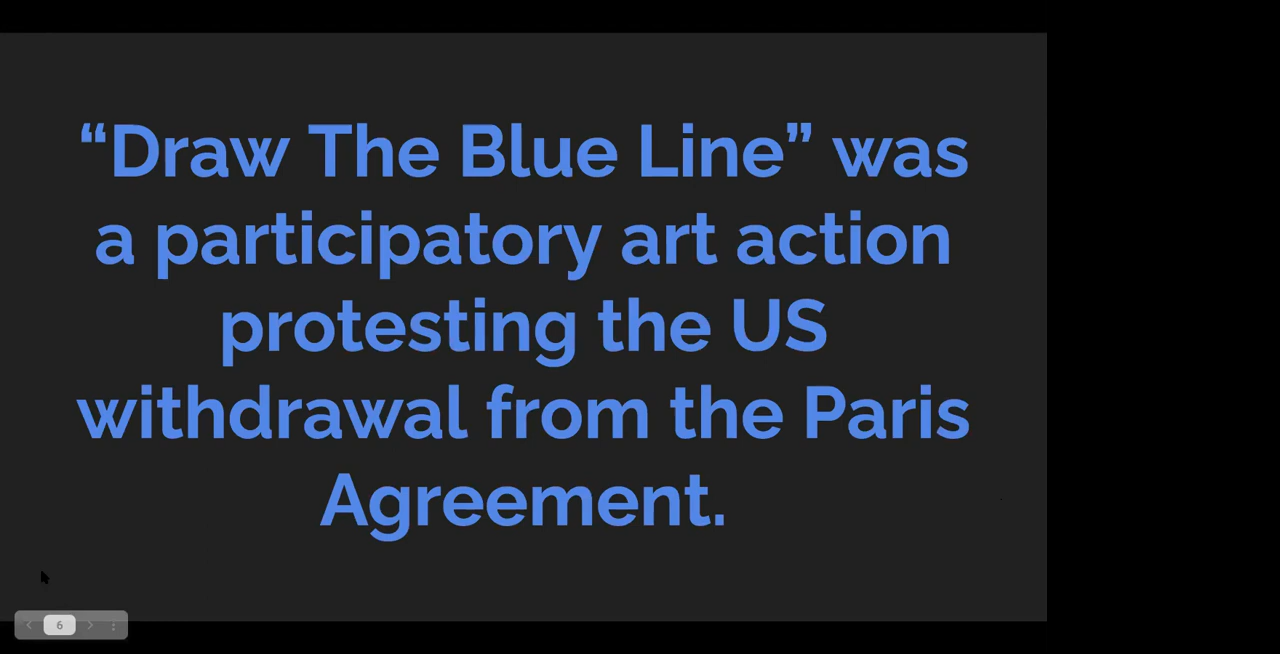 “Draw The Blue Line” was
a participatory art action
protesting the US
withdrawal from the Paris
Agreement.
6